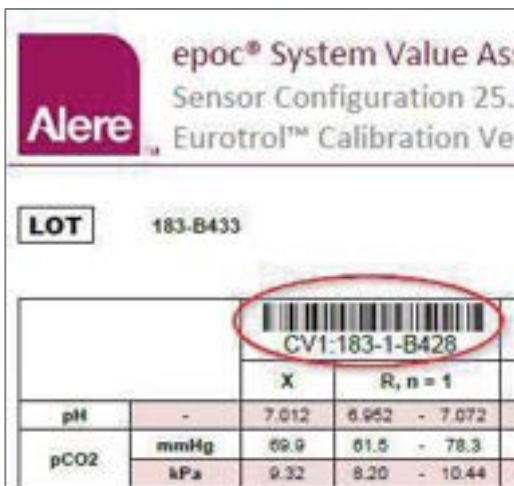 Alere™
epoc® System Value Ass
Sensor Configuration 25.
Eurotrol™ Calibration Ve
LOT 183-B433
CV1:183-1-B428
X R, n = 1
pH - 7.012 6.952 - 7.072
pCO2 mmHg 69.9 61.5 - 78.3
kPa 9.32 8.20 - 10.44